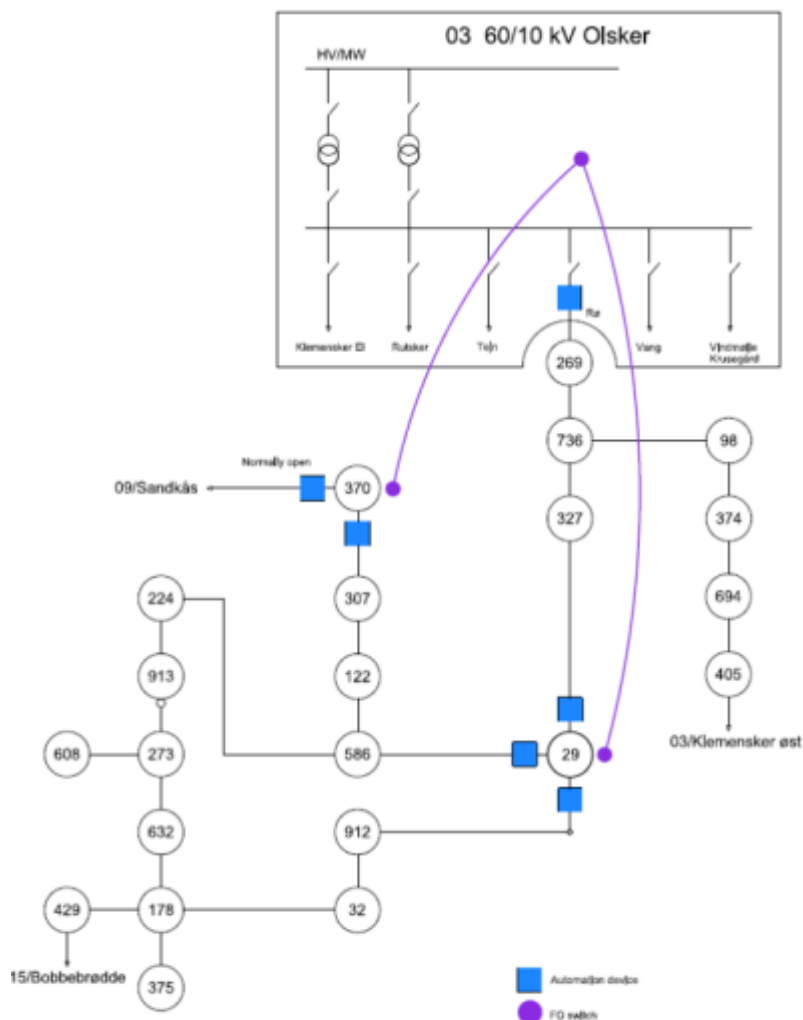 03 60/10 kV Olsker
HV/MW
Rø
Klemensker El
Rutsker
Tejn
Vang
Vindmølle
Krusegård
269
736
98
Normally open
09/Sandkås
370
327
374
224
307
694
913
122
405
03/Klemensker øst
608
273
586
29
632
912
429
178
32
15/Bobbebrødde
375
Automation device
FO switch